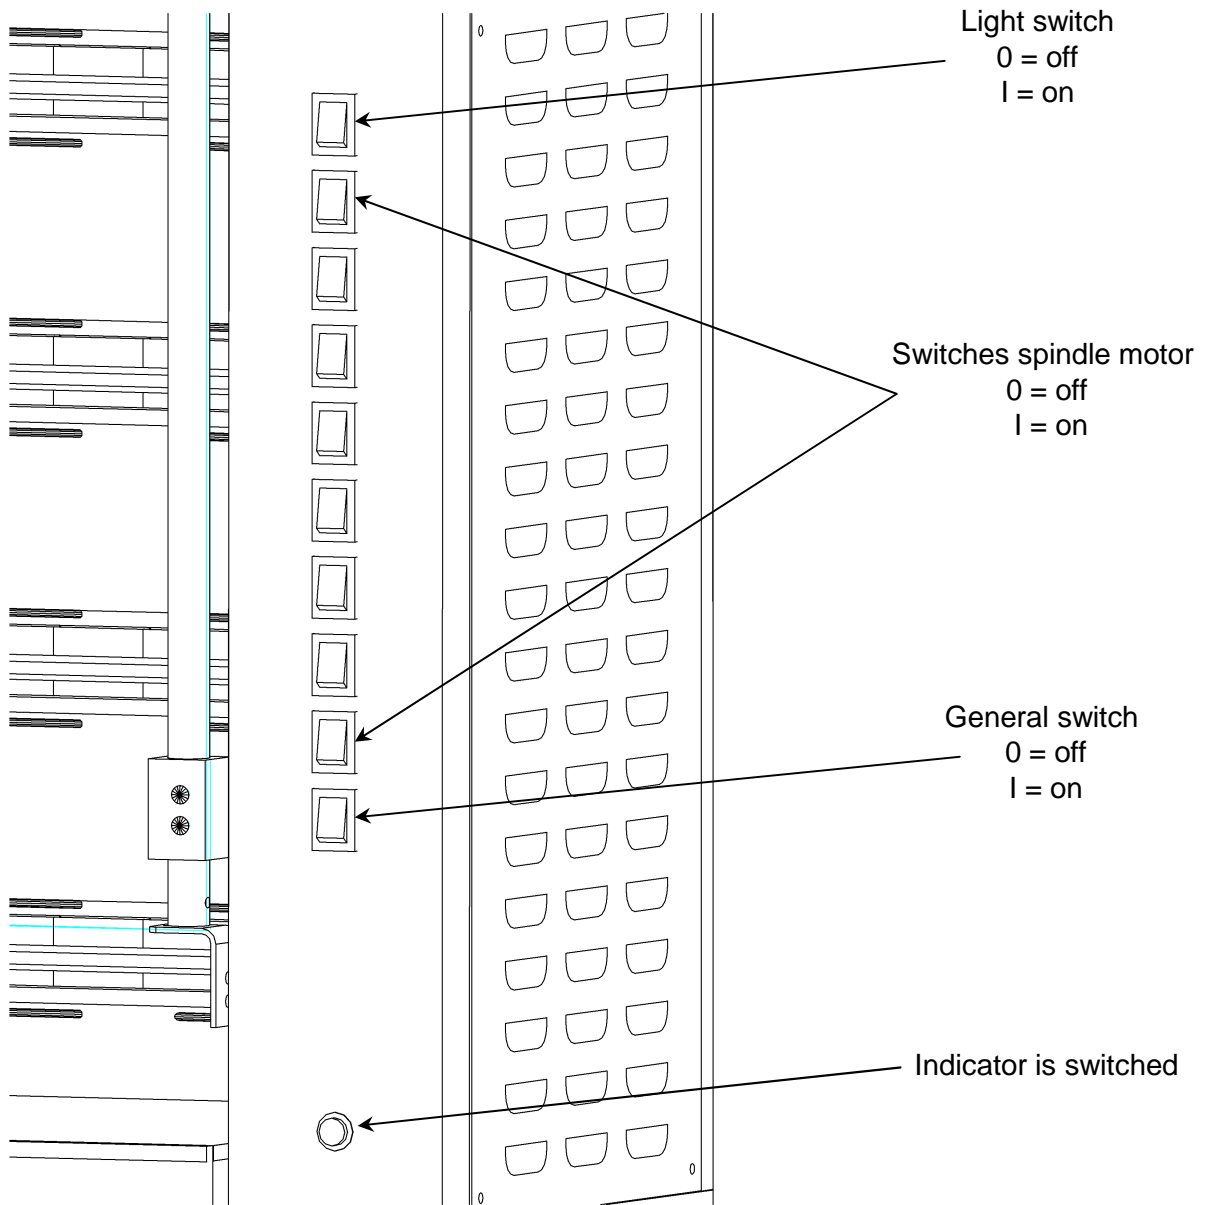 Light switch
0 = off
I = on
Switches spindle motor
0 = off
I = on
General switch
0 = off
I = on
Indicator is switched